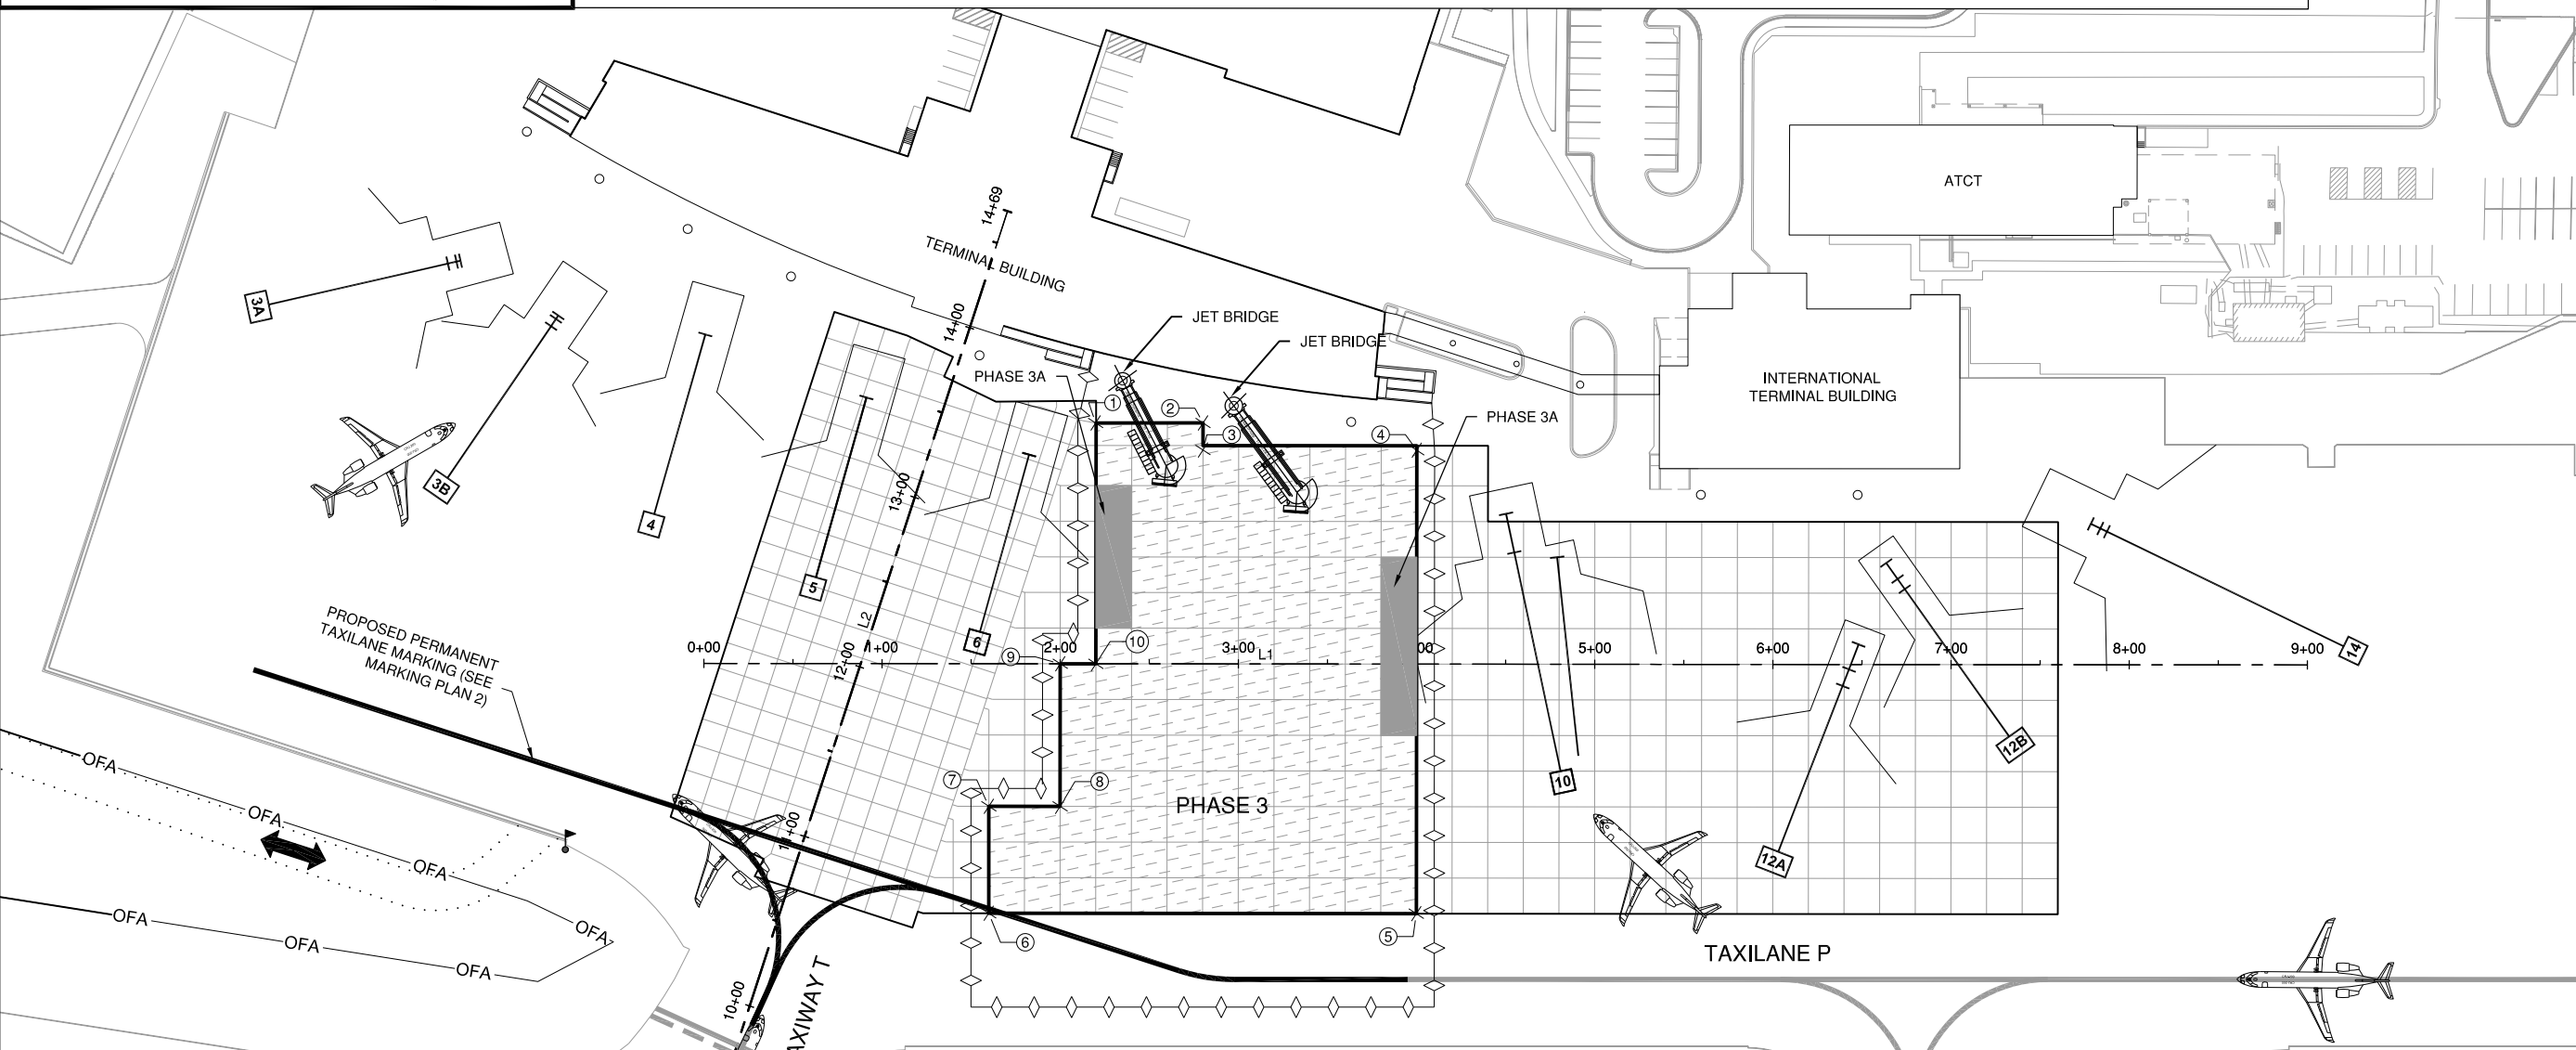 14+69
TERMINAL BUILDING
14+00
ATCT
3A
JET BRIDGE
JET BRIDGE
PHASE 3A
PHASE 3A
INTERNATIONAL
TERMINAL BUILDING
1
2
3
4
3B
4
13+00
5
L2
6
12+00
0+00
1+00
2+00
3+00
L1
00
5+00
6+00
7+00
8+00
9+00
9
10
14
PROPOSED PERMANENT
TAXILANE MARKING (SEE
MARKING PLAN 2)
10
12B
12A
7
8
PHASE 3
OFA
OFA
OFA
OFA
OFA
OFA
OFA
+00
6
5
TAXILANE P
10+00
AXIWAY T